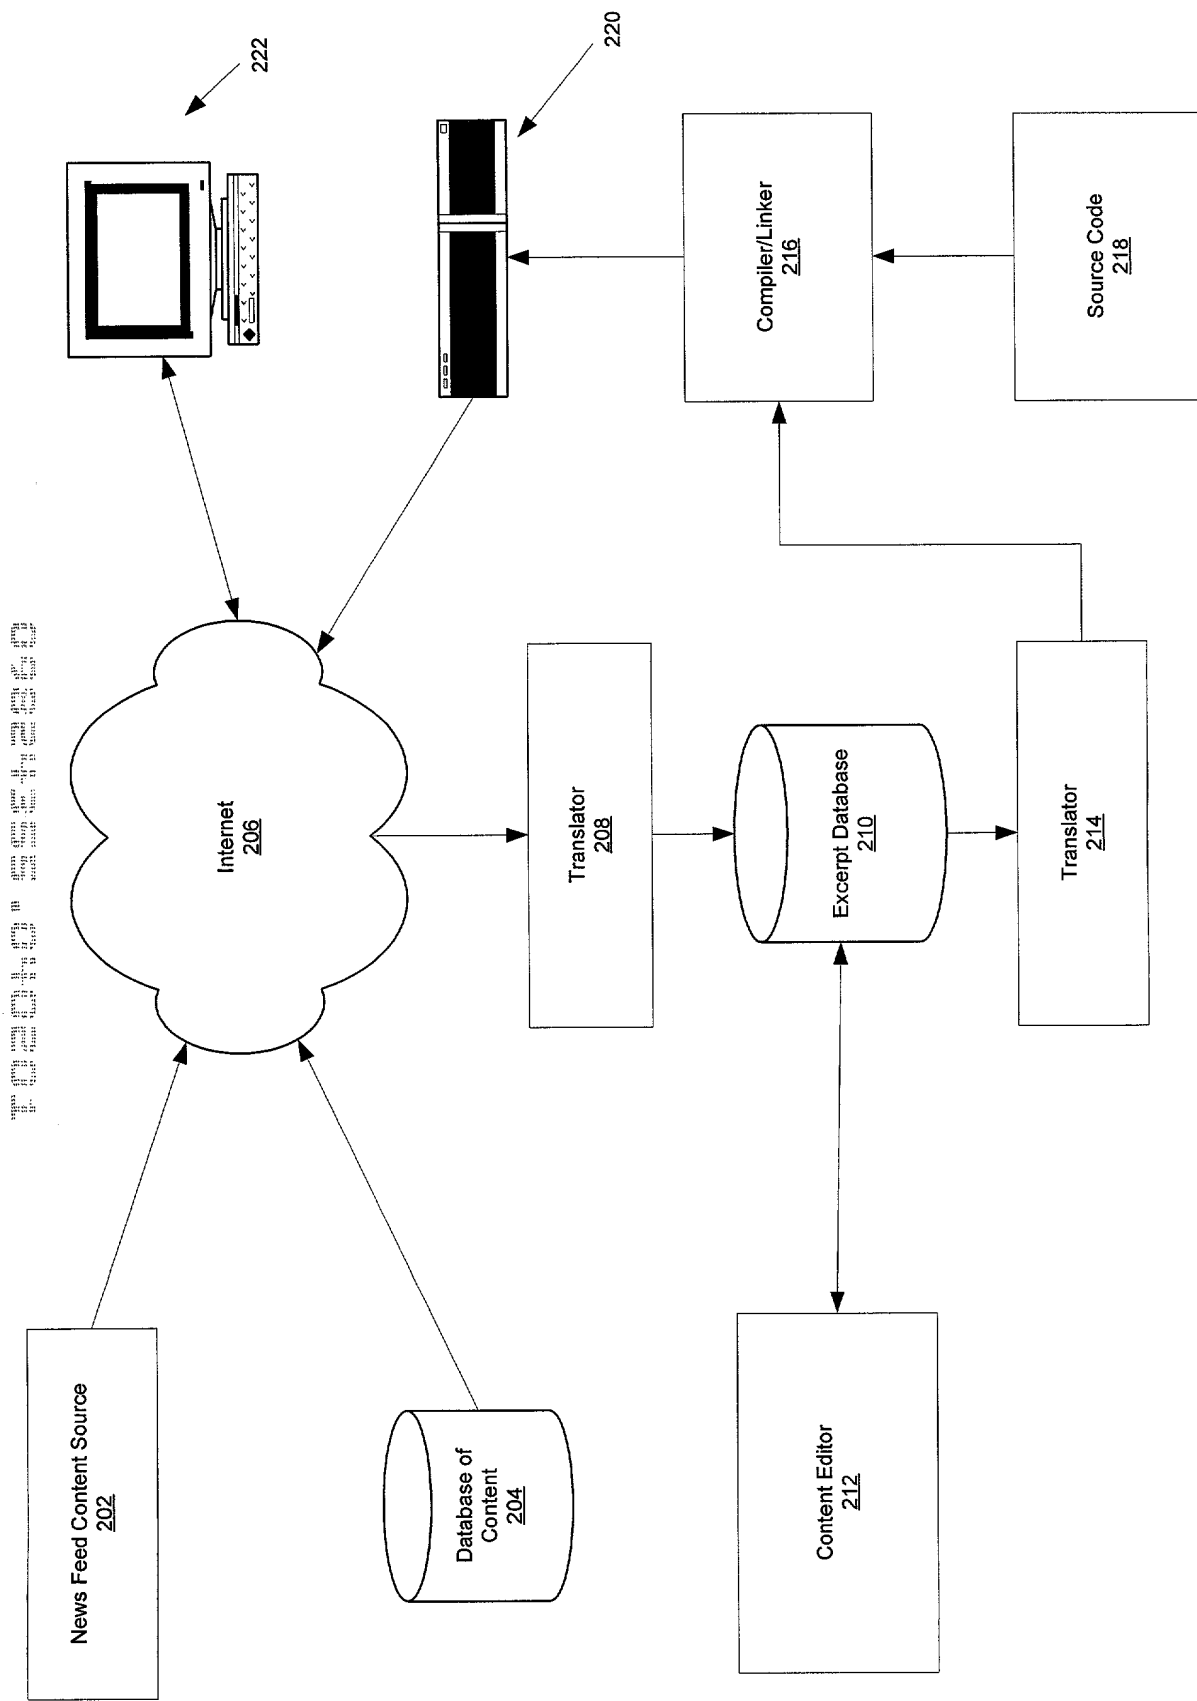 News Feed Content Source
202
Database of
Content
204
Internet
206
222
220
Translator
208
Excerpt Database
210
Content Editor
212
Translator
214
Compiler/Linker
216
Source Code
218